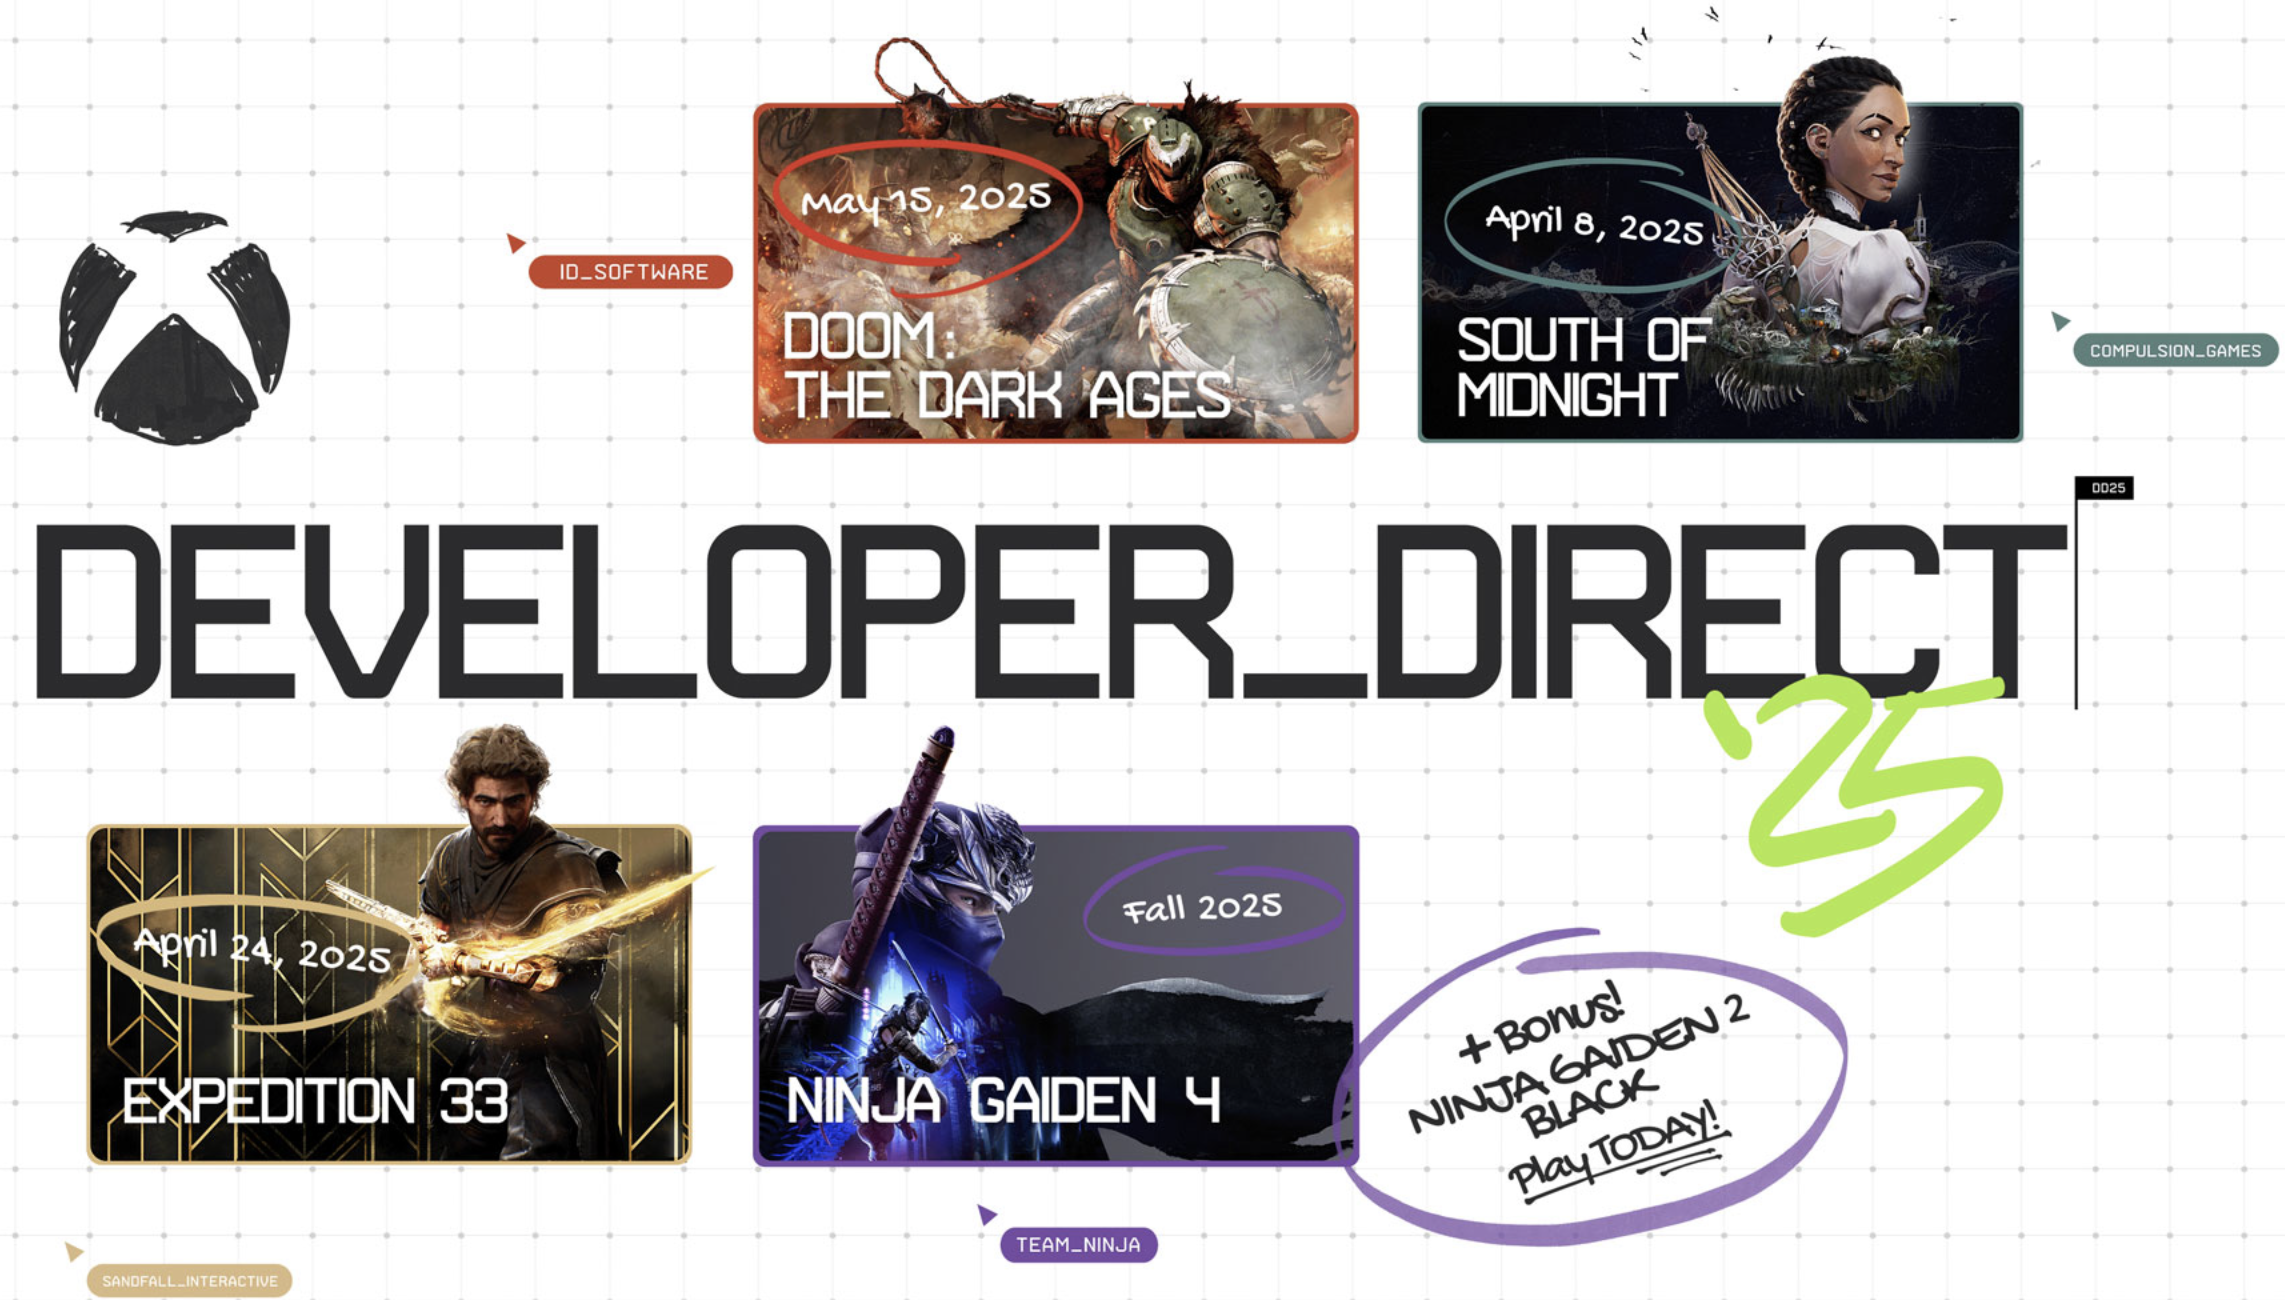 May 15, 2025
ID_SOFTWARE
DOOM:
THE DARK AGES
April 8, 2025
SOUTH OF
MIDNIGHT
COMPULSION_GAMES
DD25
DEVELOPER_DIRECT
'25
April 24, 2025
EXPEDITION 33
SANDFALL_INTERACTIVE
Fall 2025
NINJA GAIDEN 4
TEAM_NINJA
+ Bonus!
NINJA GAIDEN 2
BLACK
Play TODAY!